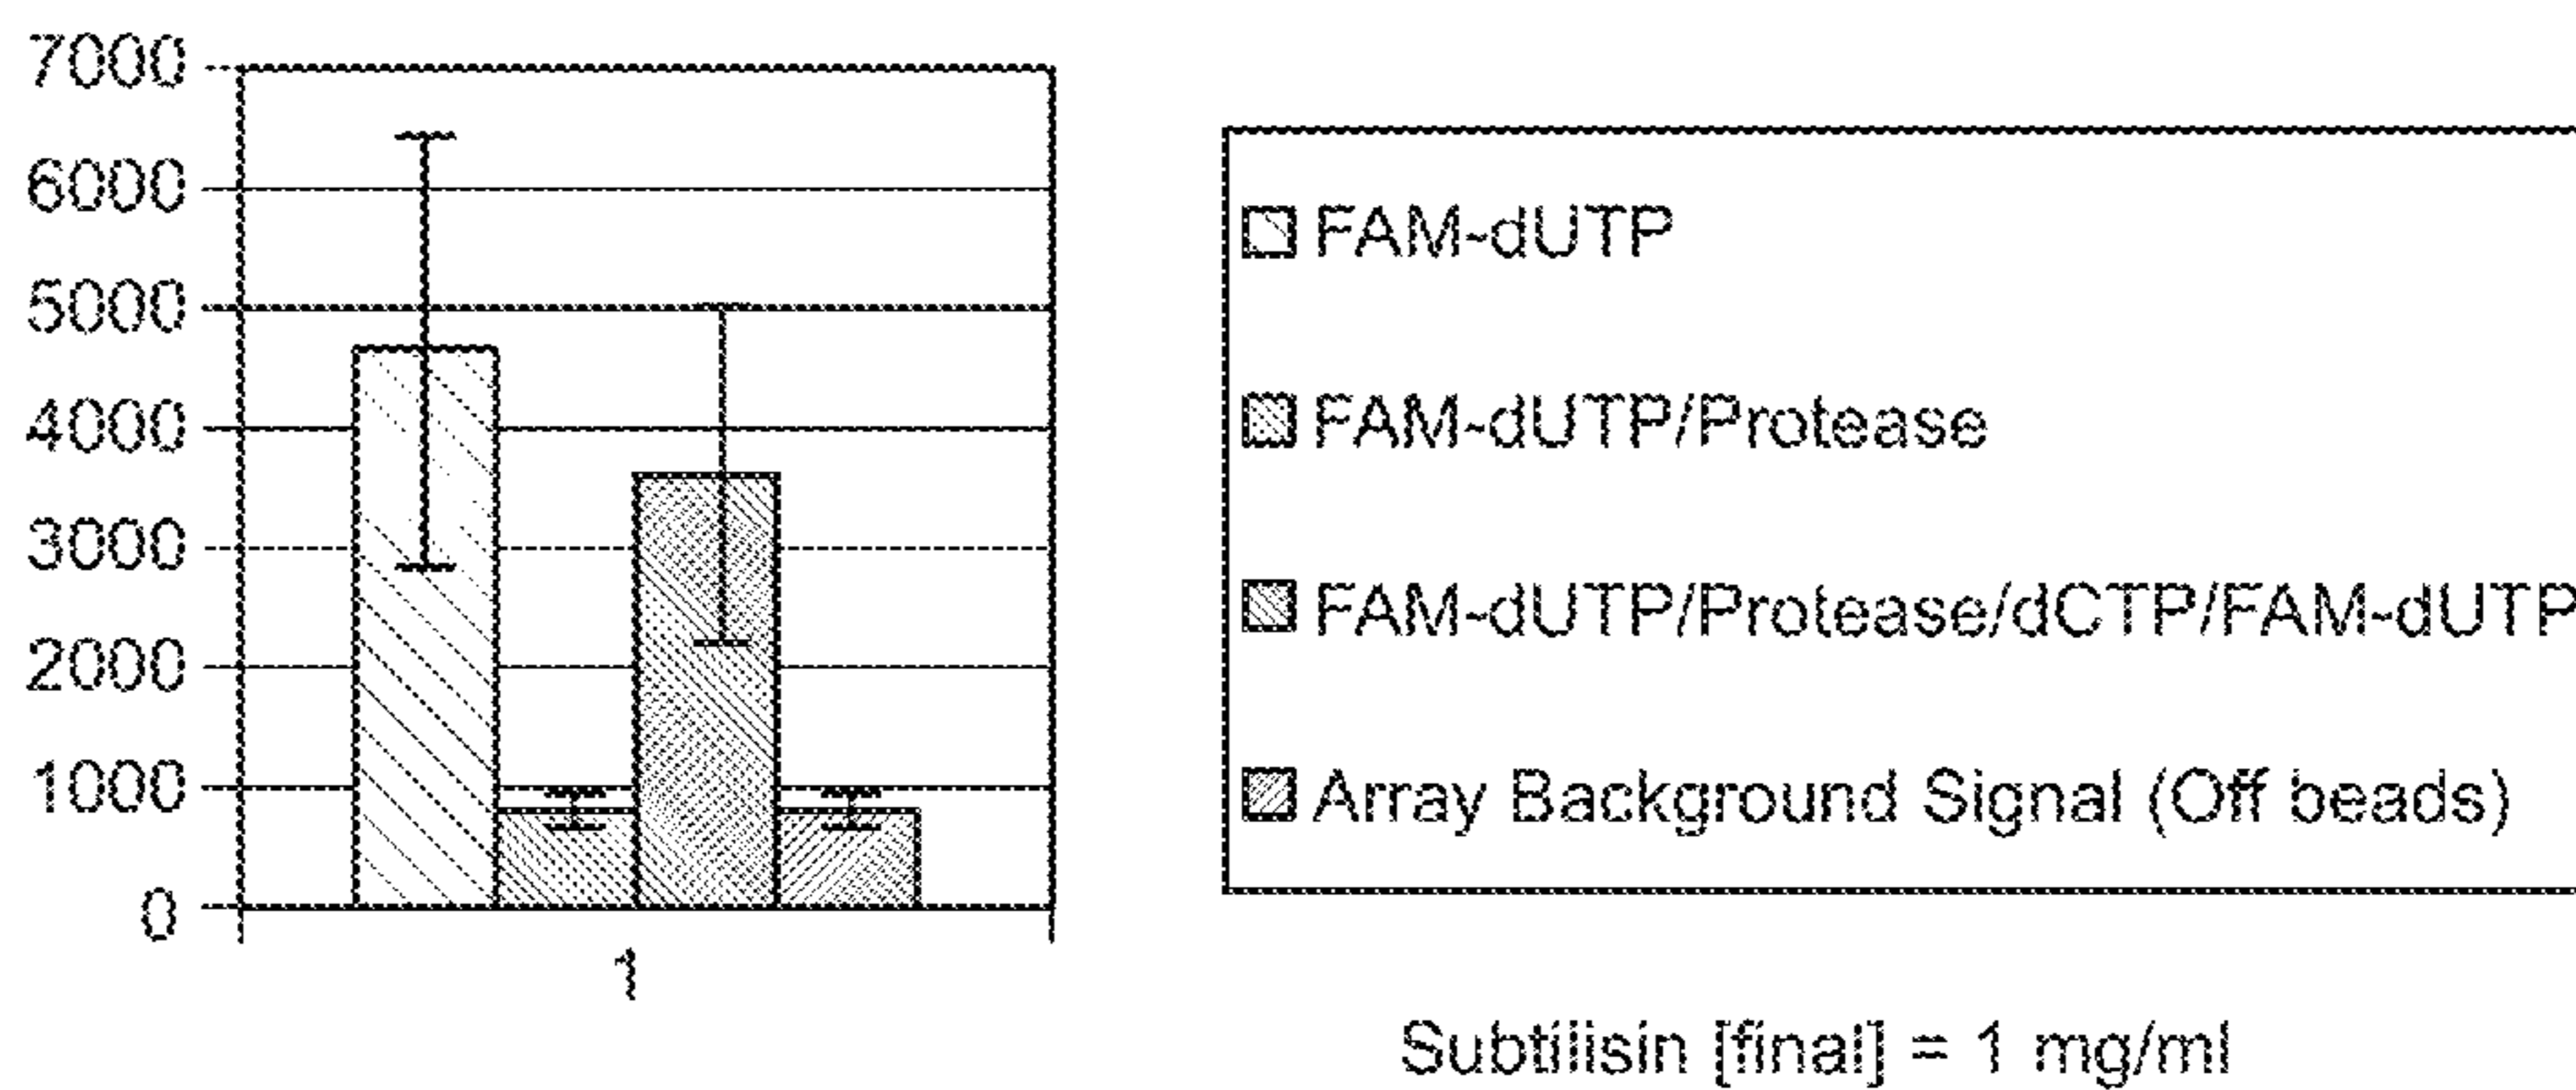 7000
6000
5000
4000
3000
2000
1000
0
1
FAM-dUTP
FAM-dUTP/Protease
FAM-dUTP/Protease/dCTP/FAM-dUTP
Array Background Signal (Off beads)
Subtilisin [final] = 1 mg/ml